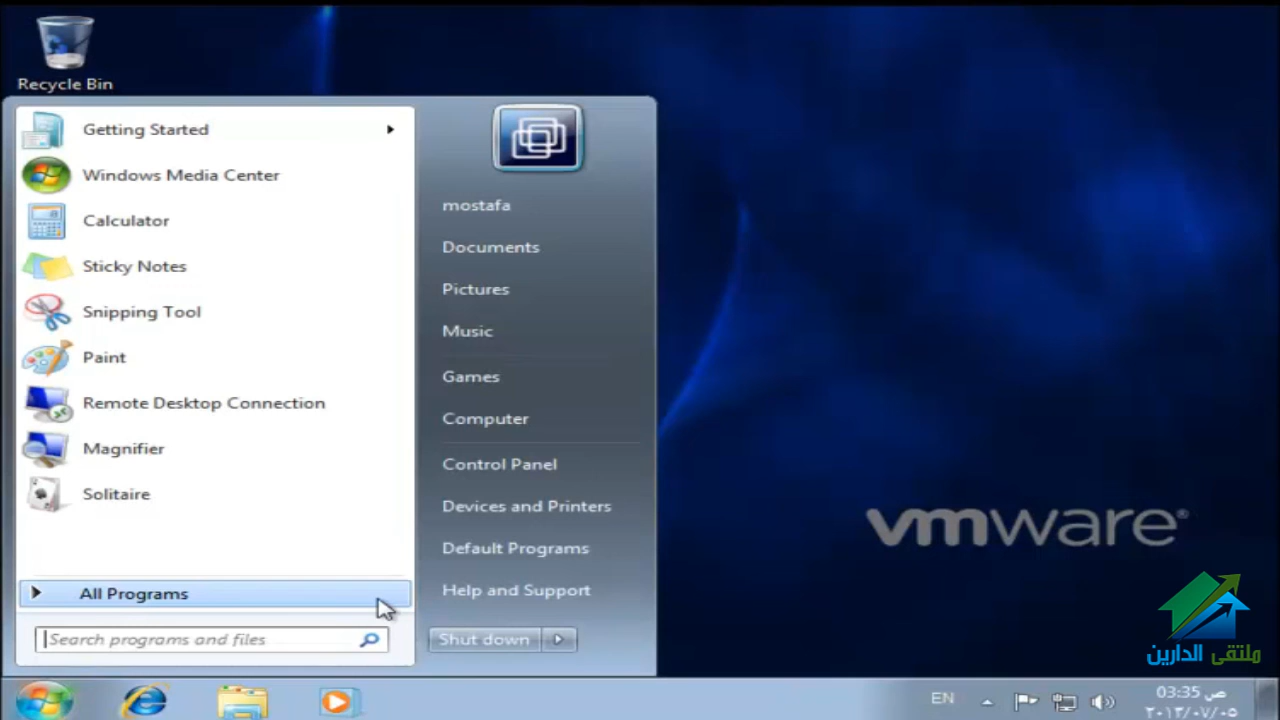 Recycle Bin
Getting Started
Windows Media Center
Calculator
Sticky Notes
Snipping Tool
Paint
Remote Desktop Connection
Magnifier
Solitaire
All Programs
Search programs and files
mostafa
Documents
Pictures
Music
Games
Computer
Control Panel
Devices and Printers
Default Programs
Help and Support
Shut down
vmware®
ملتقى الدارين
EN
03:35 ص
٢٠١٣/٠٧/٠٥